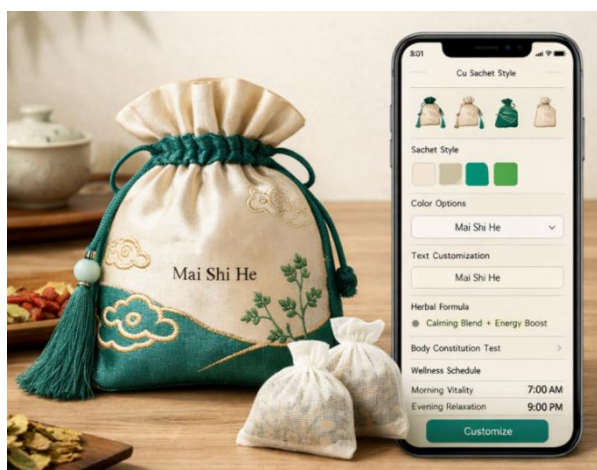 Mai Shi He
3:01
Cu Sachet Style
Sachet Style
Color Options
Mai Shi He
Text Customization
Mai Shi He
Herbal Formula
Calming Blend + Energy Boost
Body Constitution Test
Wellness Schedule
Morning Vitality 7:00 AM
Evening Relaxation 9:00 PM
Customize